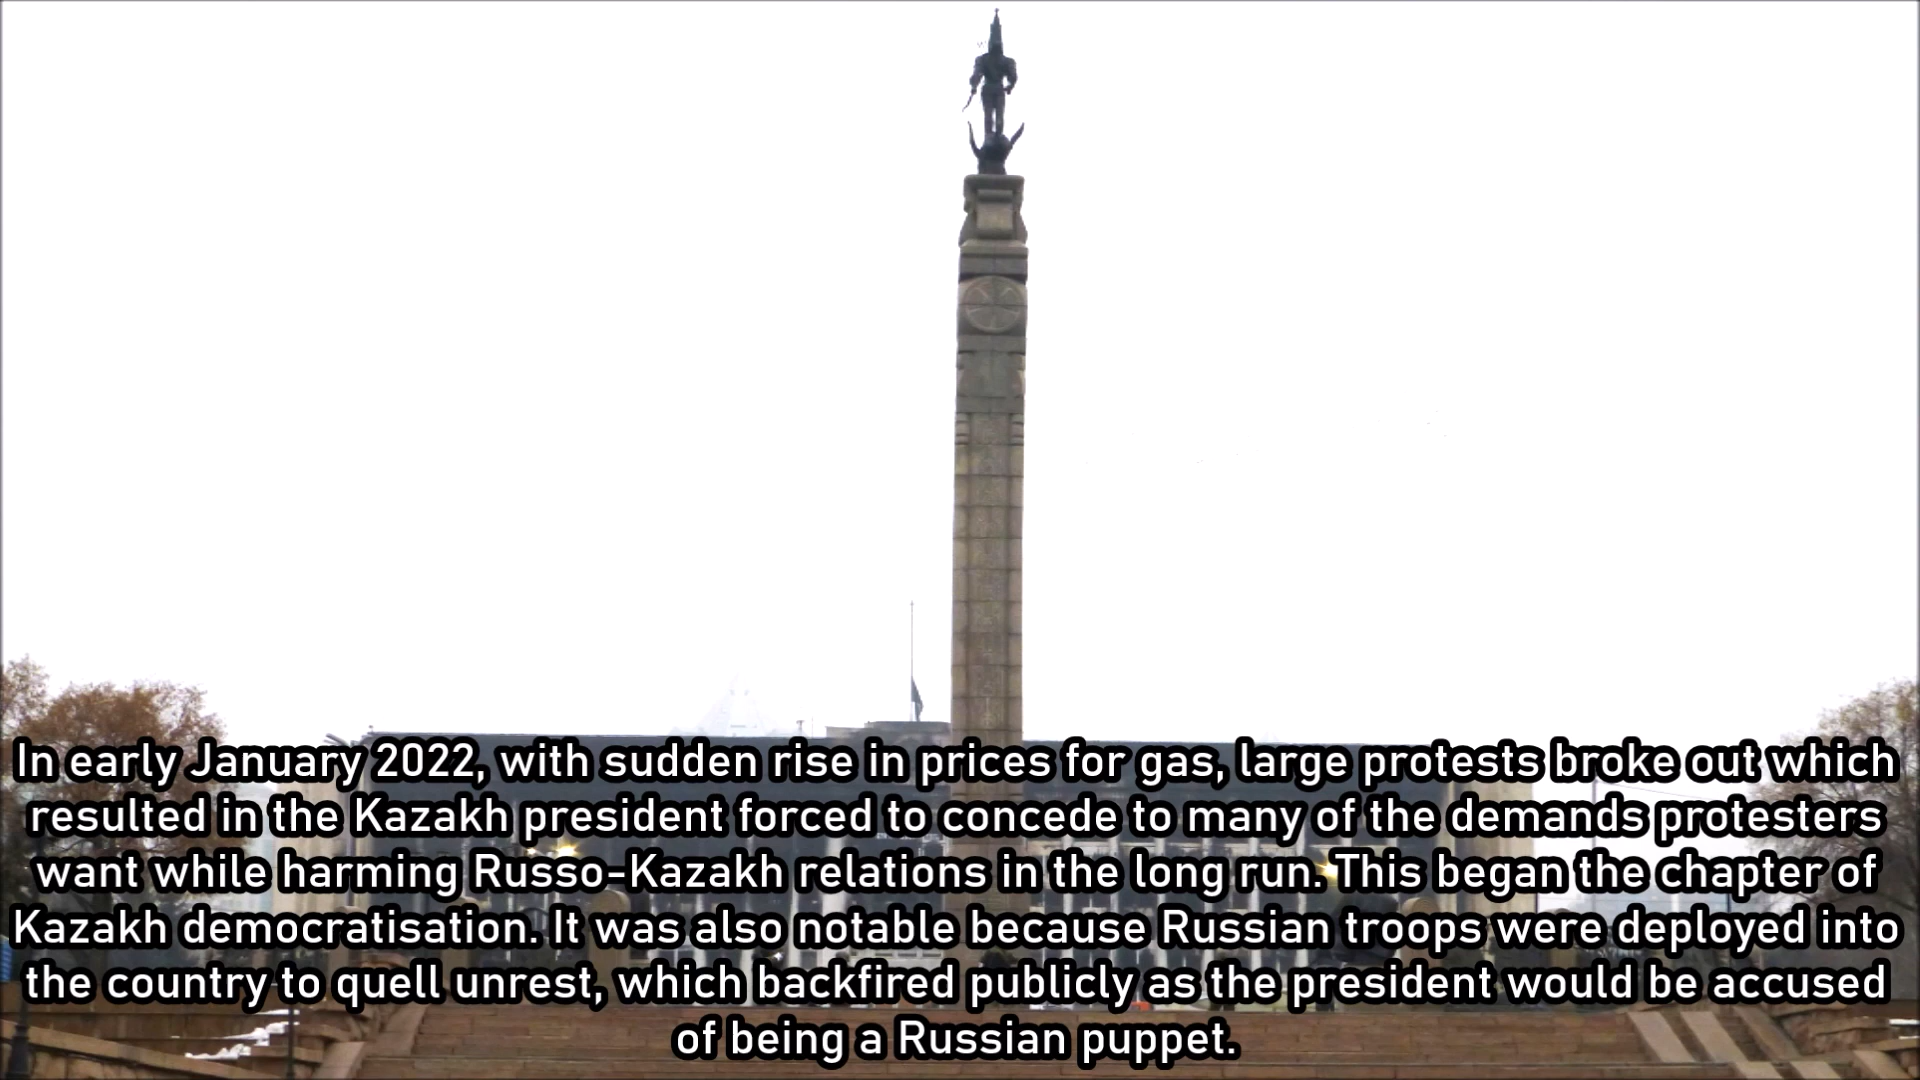 In early January 2022, with sudden rise in prices for gas, large protests broke out which
resulted in the Kazakh president forced to concede to many of the demands protesters
want while harming Russo-Kazakh relations in the long run. This began the chapter of
Kazakh democratisation. It was also notable because Russian troops were deployed into
the country to quell unrest, which backfired publicly as the president would be accused
of being a Russian puppet.